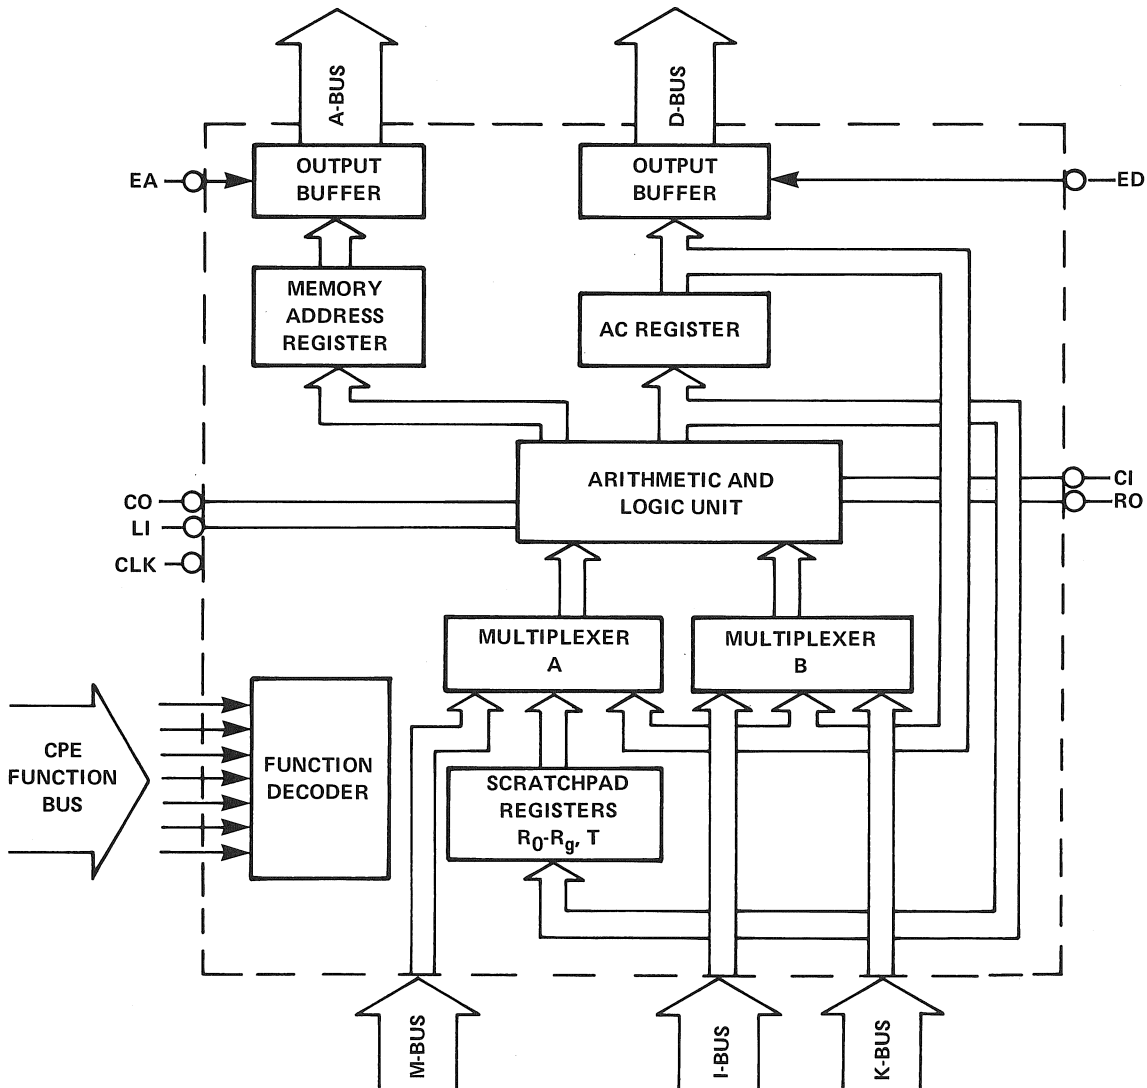 A-BUS
D-BUS
EA
OUTPUT
BUFFER
OUTPUT
BUFFER
ED
MEMORY
ADDRESS
REGISTER
AC REGISTER
ARITHMETIC AND
LOGIC UNIT
CO
LI
CLK
CI
RO
MULTIPLEXER
A
MULTIPLEXER
B
CPE
FUNCTION
BUS
FUNCTION
DECODER
SCRATCHPAD
REGISTERS
R0-Rg, T
M-BUS
I-BUS
K-BUS